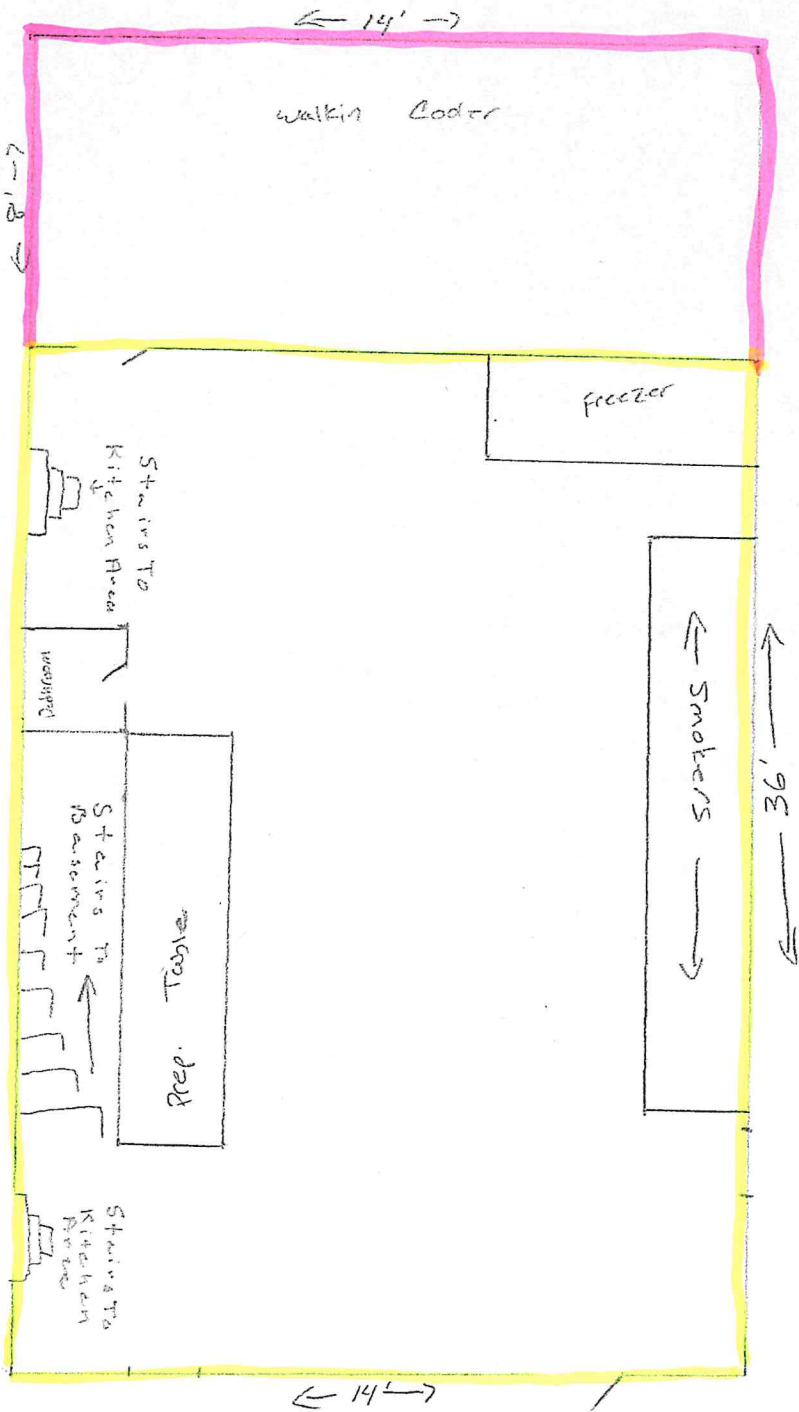 ← 14' →
walkin Cooler
← 8' →
freezer
Stairs To
Kitchen Area
Bathroom
← Smokers →
← 36' →
Stairs To
Basement
Prep. Table
Stairs To
Kitchen
Area
← 14' →